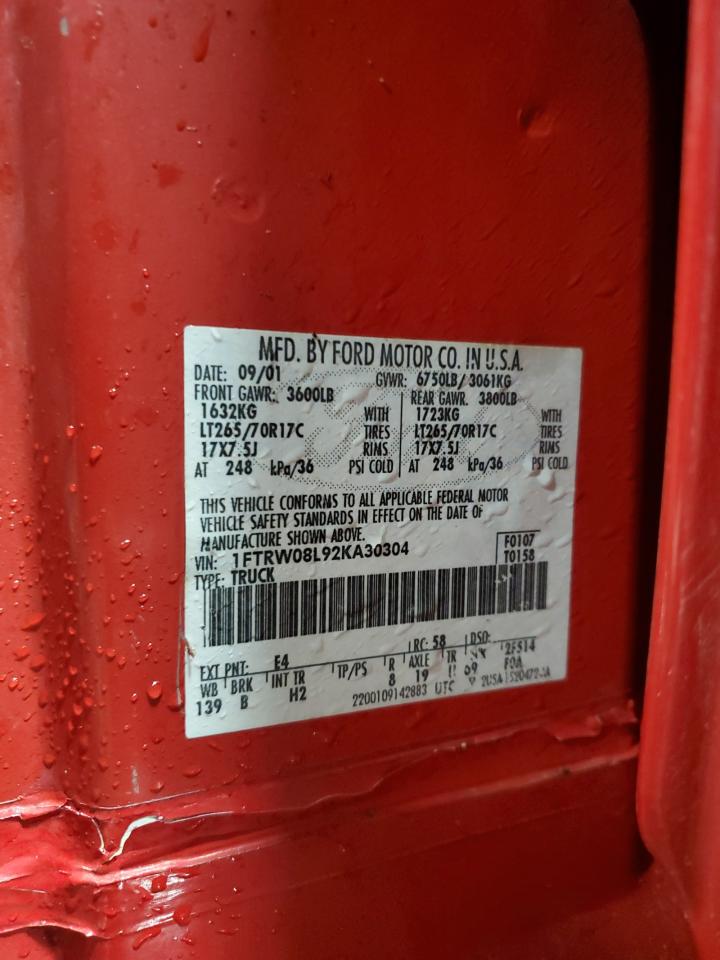 MFD. BY FORD MOTOR CO. IN U.S.A.
DATE: 09/01 GVWR: 6750LB/3061KG
FRONT GAWR: 3600LB REAR GAWR: 3800LB
1632KG WITH 1723KG WITH
LT265/70R17C TIRES LT265/70R17C TIRES
17X7.5J RIMS 17X7.5J RIMS
AT 248 kPa/36 PSI COLD AT 248 kPa/36 PSI COLD
THIS VEHICLE CONFORMS TO ALL APPLICABLE FEDERAL MOTOR
VEHICLE SAFETY STANDARDS IN EFFECT ON THE DATE OF
MANUFACTURE SHOWN ABOVE.
VIN: 1FTRW08L92KA30304 F0107
TYPE: TRUCK T0158
EXT PNT: E4 RC: 58 DSO: 2F514
WB BRK INT TR TP/PS R AXLE TR FOA
139 B H2 8 19 09
2200109142883 UTC